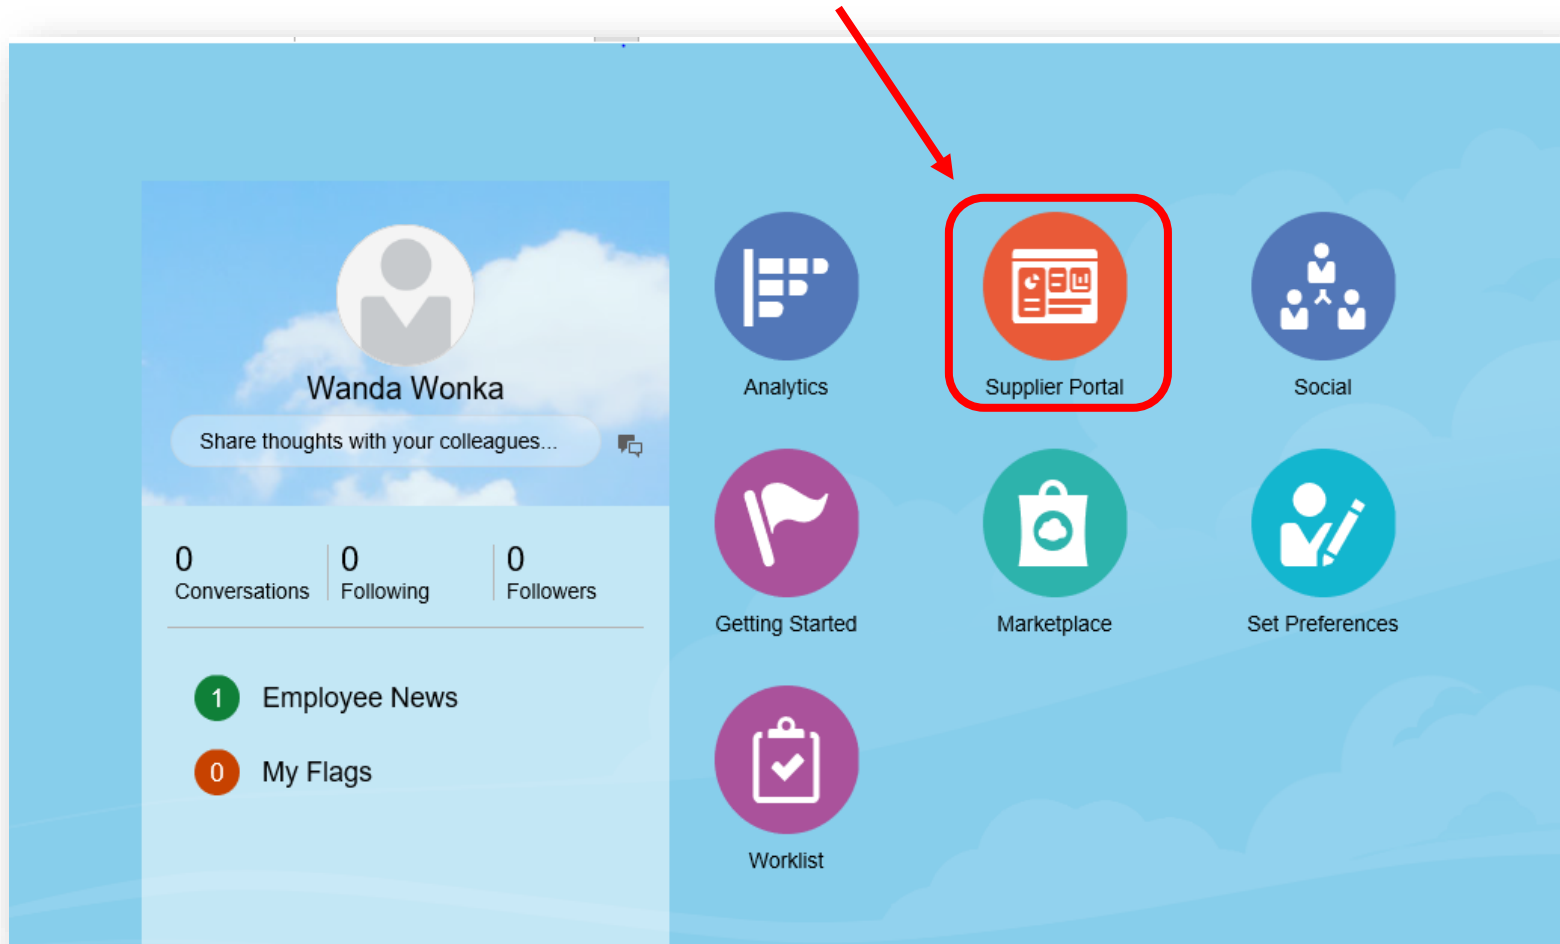 Wanda Wonka
Share thoughts with your colleagues...
0
Conversations
0
Following
0
Followers
1 Employee News
0 My Flags
Analytics
Supplier Portal
Social
Getting Started
Marketplace
Set Preferences
Worklist